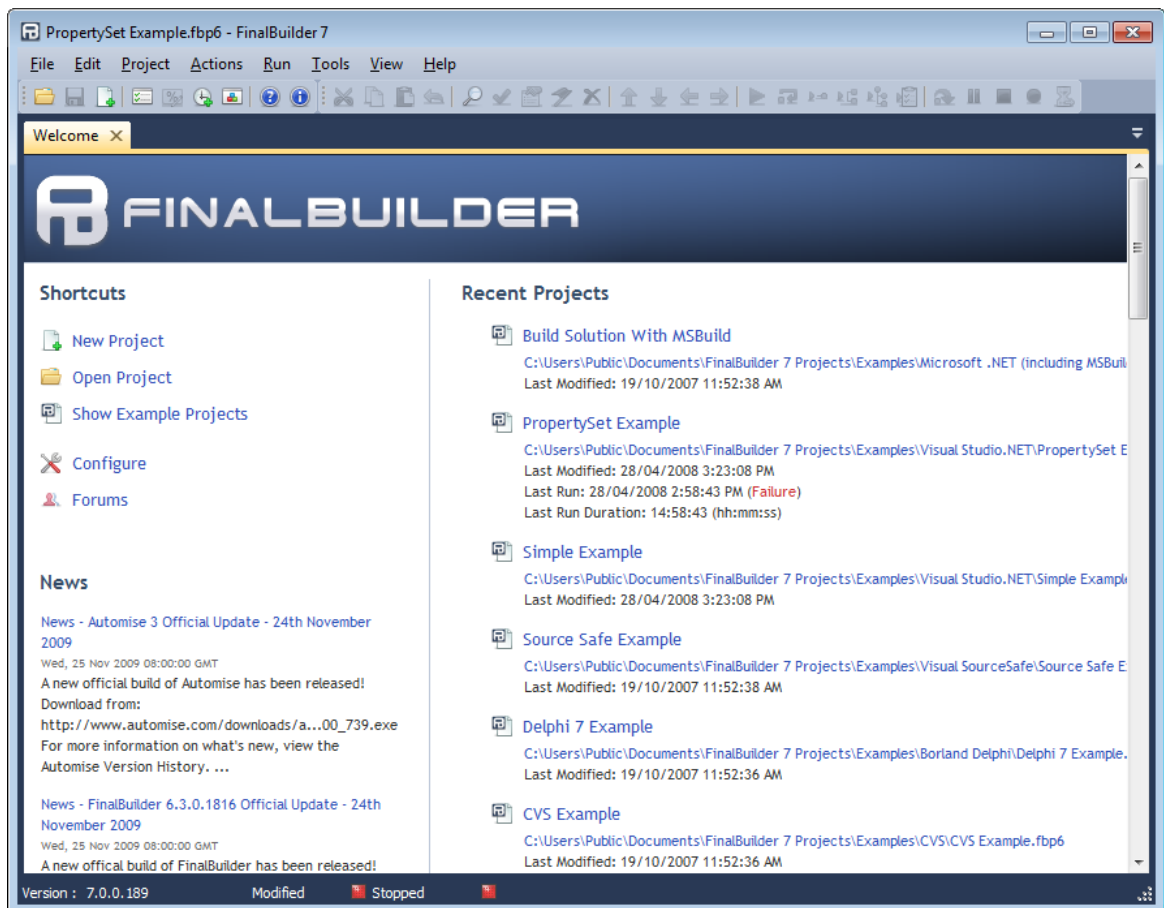 PropertySet Example.fbp6 - FinalBuilder 7
File Edit Project Actions Run Tools View Help
Welcome
FINALBUILDER
Shortcuts
New Project
Open Project
Show Example Projects
Configure
Forums
News
News - Automise 3 Official Update - 24th November
2009
Wed, 25 Nov 2009 08:00:00 GMT
A new official build of Automise has been released!
Download from:
http://www.automise.com/downloads/a...00_739.exe
For more information on what's new, view the
Automise Version History. ...
News - FinalBuilder 6.3.0.1816 Official Update - 24th
November 2009
Wed, 25 Nov 2009 08:00:00 GMT
A new offical build of FinalBuilder has been released!
Recent Projects
Build Solution With MSBuild
C:\Users\Public\Documents\FinalBuilder 7 Projects\Examples\Microsoft .NET (including MSBuil
Last Modified: 19/10/2007 11:52:38 AM
PropertySet Example
C:\Users\Public\Documents\FinalBuilder 7 Projects\Examples\Visual Studio.NET\PropertySet E
Last Modified: 28/04/2008 3:23:08 PM
Last Run: 28/04/2008 2:58:43 PM (Failure)
Last Run Duration: 14:58:43 (hh:mm:ss)
Simple Example
C:\Users\Public\Documents\FinalBuilder 7 Projects\Examples\Visual Studio.NET\Simple Example
Last Modified: 28/04/2008 3:23:08 PM
Source Safe Example
C:\Users\Public\Documents\FinalBuilder 7 Projects\Examples\Visual SourceSafe\Source Safe E
Last Modified: 19/10/2007 11:52:38 AM
Delphi 7 Example
C:\Users\Public\Documents\FinalBuilder 7 Projects\Examples\Borland Delphi\Delphi 7 Example.
Last Modified: 19/10/2007 11:52:36 AM
CVS Example
C:\Users\Public\Documents\FinalBuilder 7 Projects\Examples\CVS\CVS Example.fbp6
Last Modified: 19/10/2007 11:52:36 AM
Version : 7.0.0.189 Modified Stopped